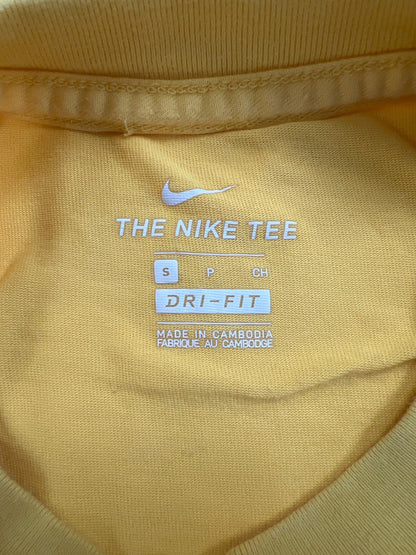 THE NIKE TEE
S P CH
DRI-FIT
MADE IN CAMBODIA
FABRIQUE AU CAMBODGE